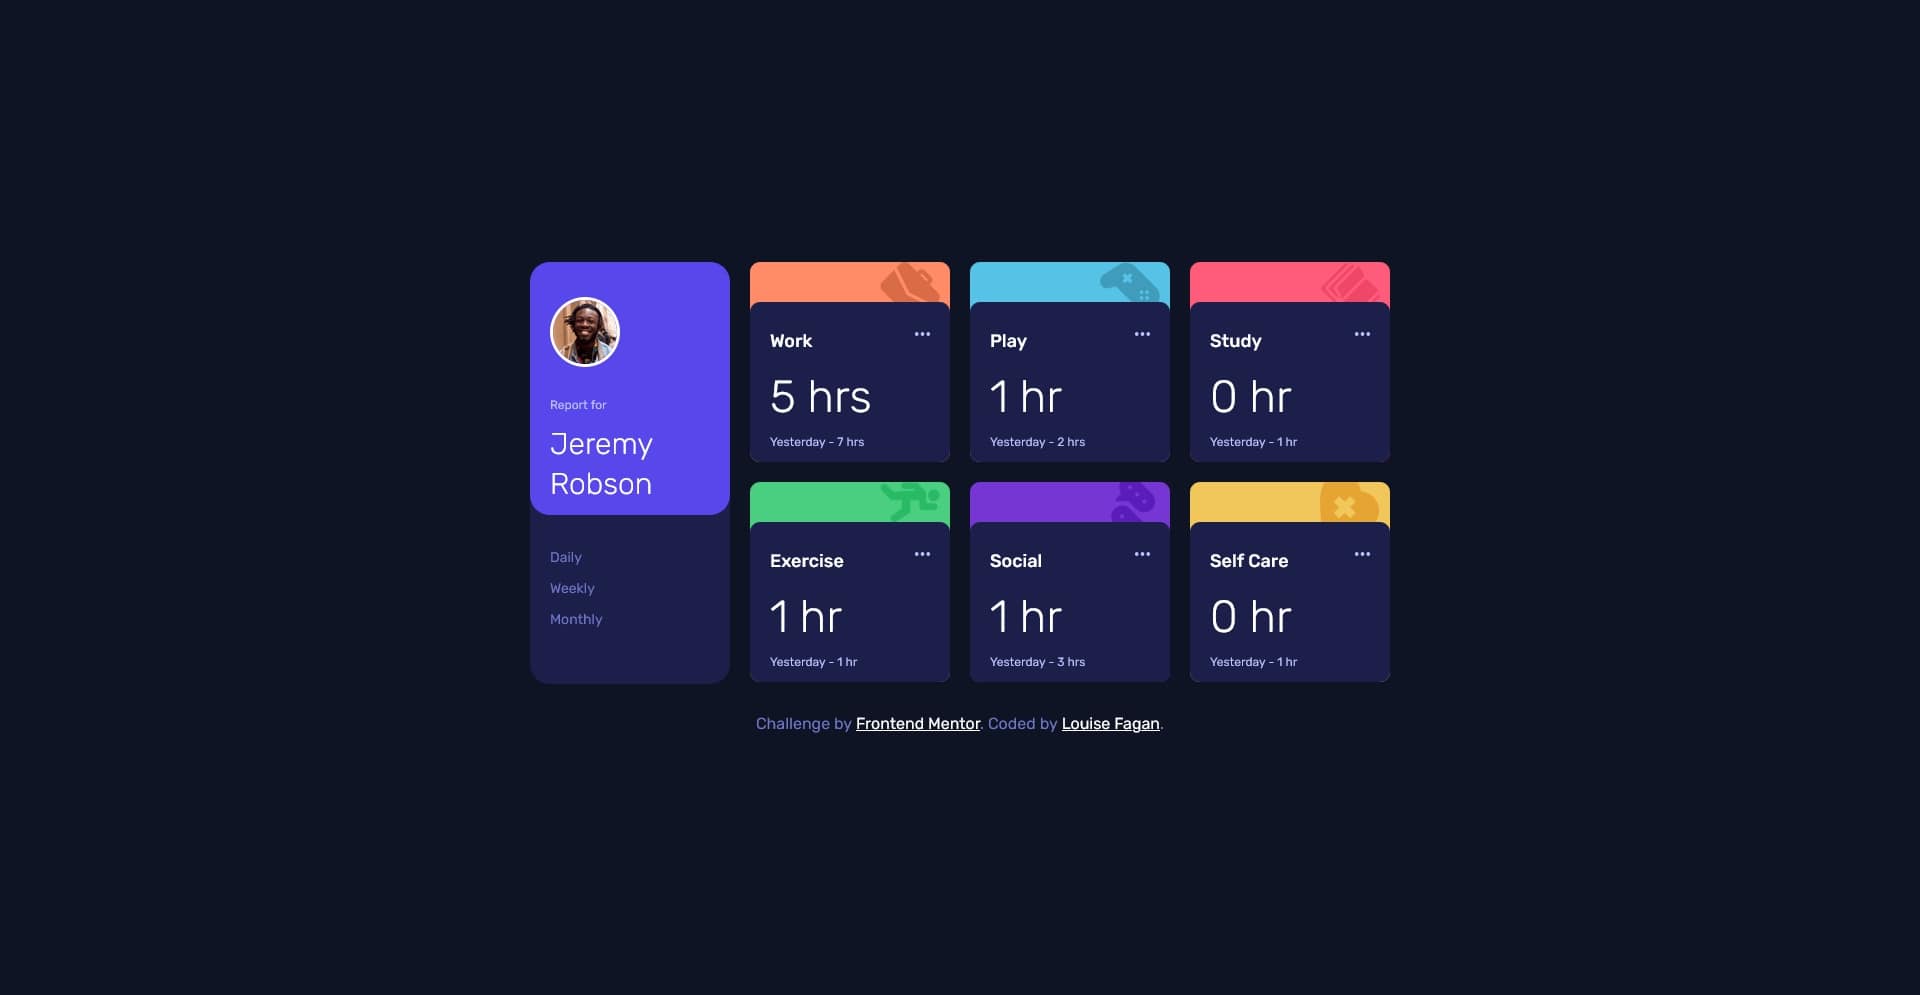 Report for
Jeremy
Robson
Daily
Weekly
Monthly
Work
5 hrs
Yesterday - 7 hrs
Play
1 hr
Yesterday - 2 hrs
Study
0 hr
Yesterday - 1 hr
Exercise
1 hr
Yesterday - 1 hr
Social
1 hr
Yesterday - 3 hrs
Self Care
0 hr
Yesterday - 1 hr
Challenge by Frontend Mentor. Coded by Louise Fagan.